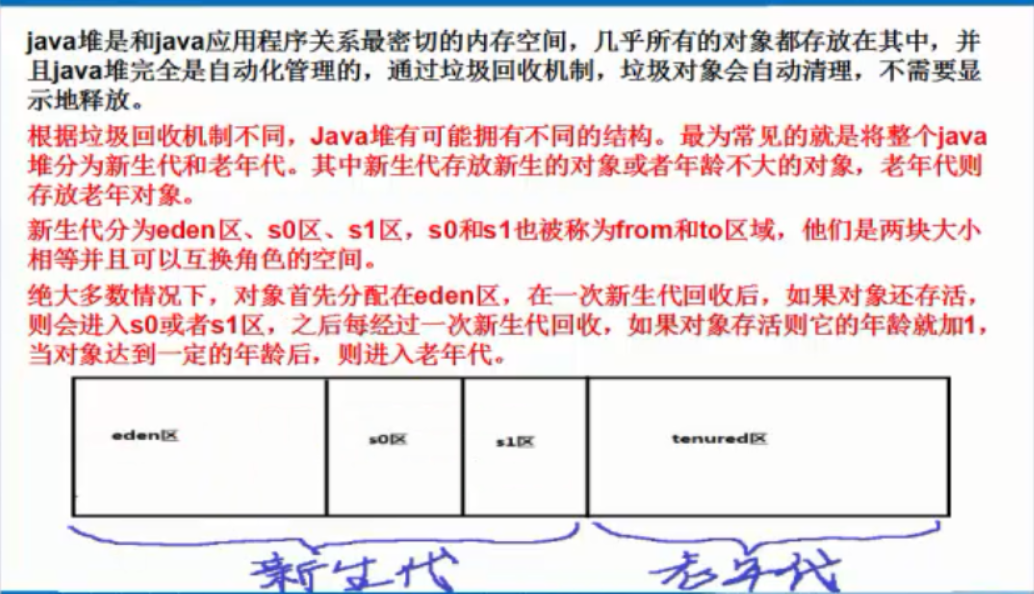 java堆是和java应用程序关系最密切的内存空间，几乎所有的对象都存放在其中，并
且java堆完全是自动化管理的，通过垃圾回收机制，垃圾对象会自动清理，不需要显
示地释放。
根据垃圾回收机制不同，Java堆有可能拥有不同的结构。最为常见的就是将整个java
堆分为新生代和老年代。其中新生代存放新生的对象或者年龄不大的对象，老年代则
存放老年对象。
新生代分为eden区、s0区、s1区，s0和s1也被称为from和to区域，他们是两块大小
相等并且可以互换角色的空间。
绝大多数情况下，对象首先分配在eden区，在一次新生代回收后，如果对象还存活，
则会进入s0或者s1区，之后每经过一次新生代回收，如果对象存活则它的年龄就加1，
当对象达到一定的年龄后，则进入老年代。
eden区
s0区
s1区
tenured区
新生代
老年代